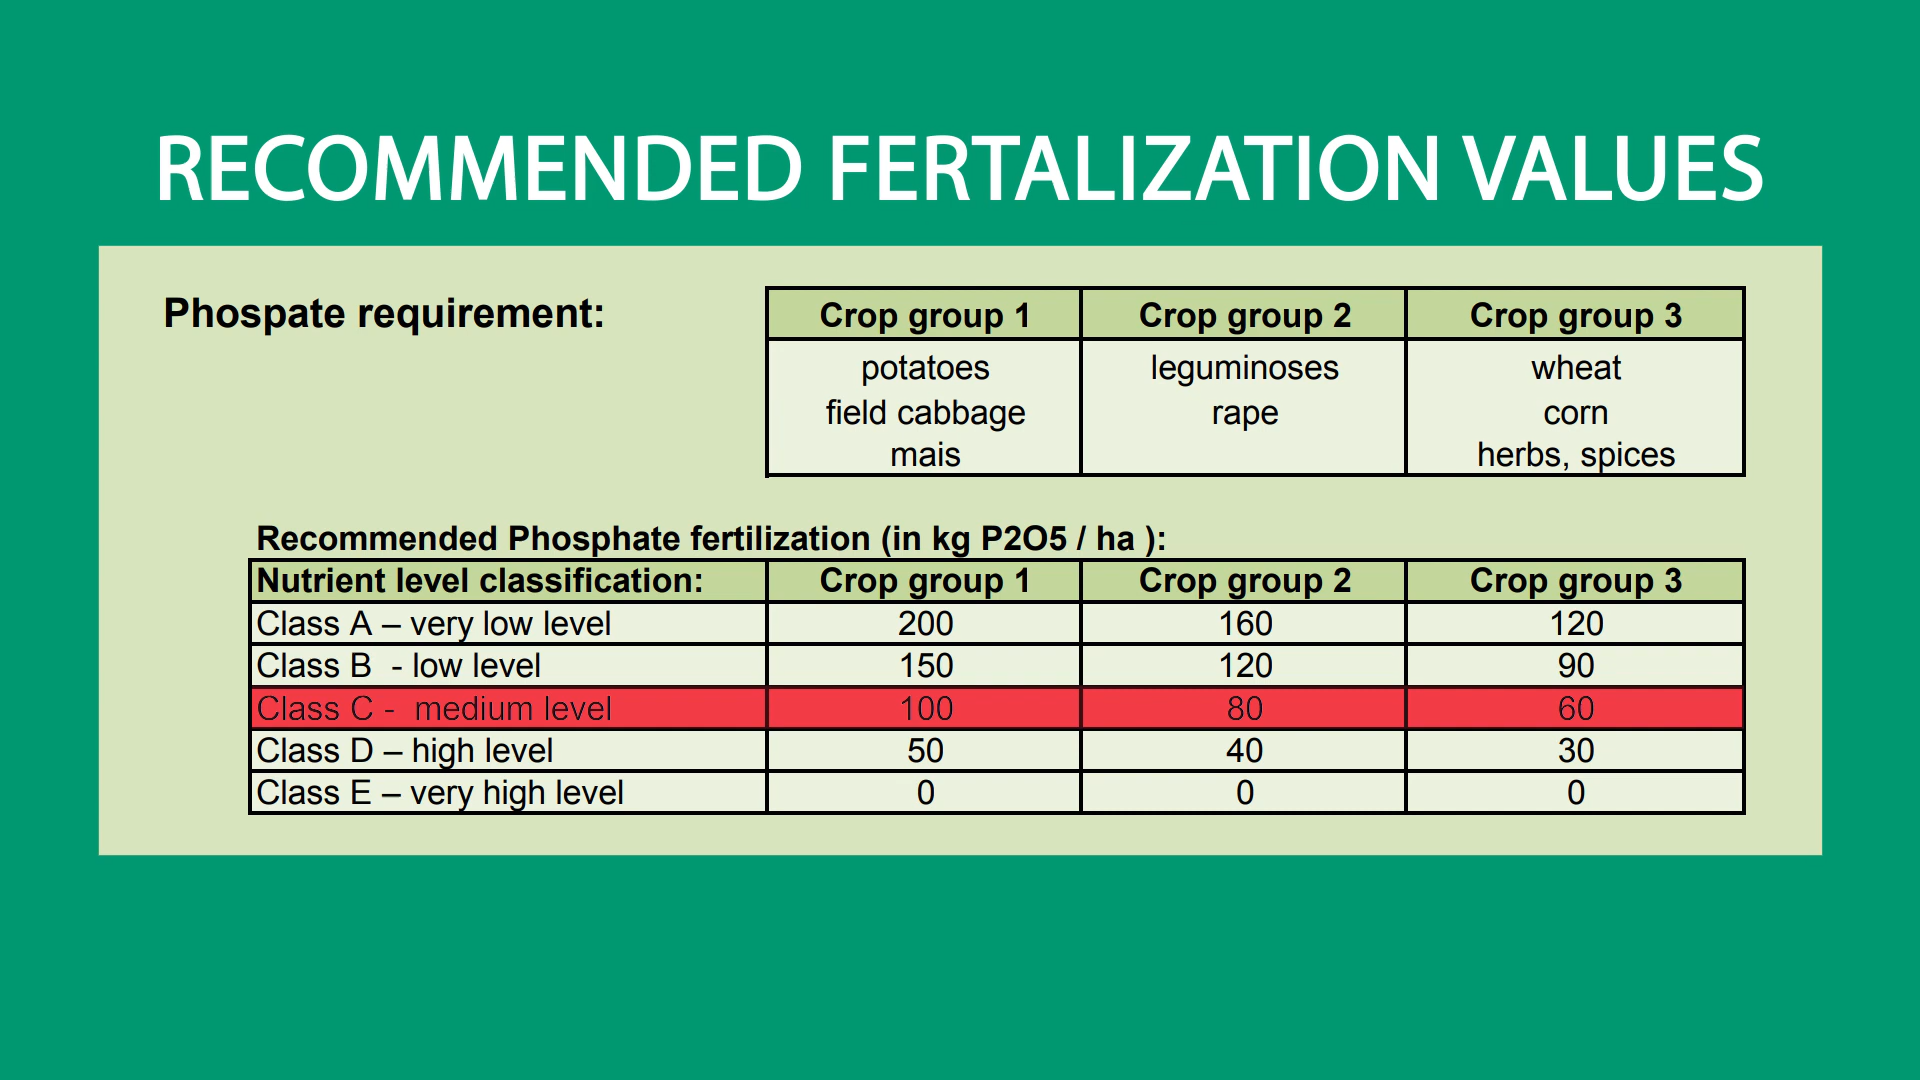 RECOMMENDED FERTALIZATION VALUES
Phospate requirement:
Crop group 1 Crop group 2 Crop group 3
potatoes leguminoses wheat
field cabbage rape corn
mais herbs, spices
Recommended Phosphate fertilization (in kg P2O5 / ha ):
Nutrient level classification: Crop group 1 Crop group 2 Crop group 3
Class A – very low level 200 160 120
Class B - low level 150 120 90
Class C - medium level 100 80 60
Class D – high level 50 40 30
Class E – very high level 0 0 0